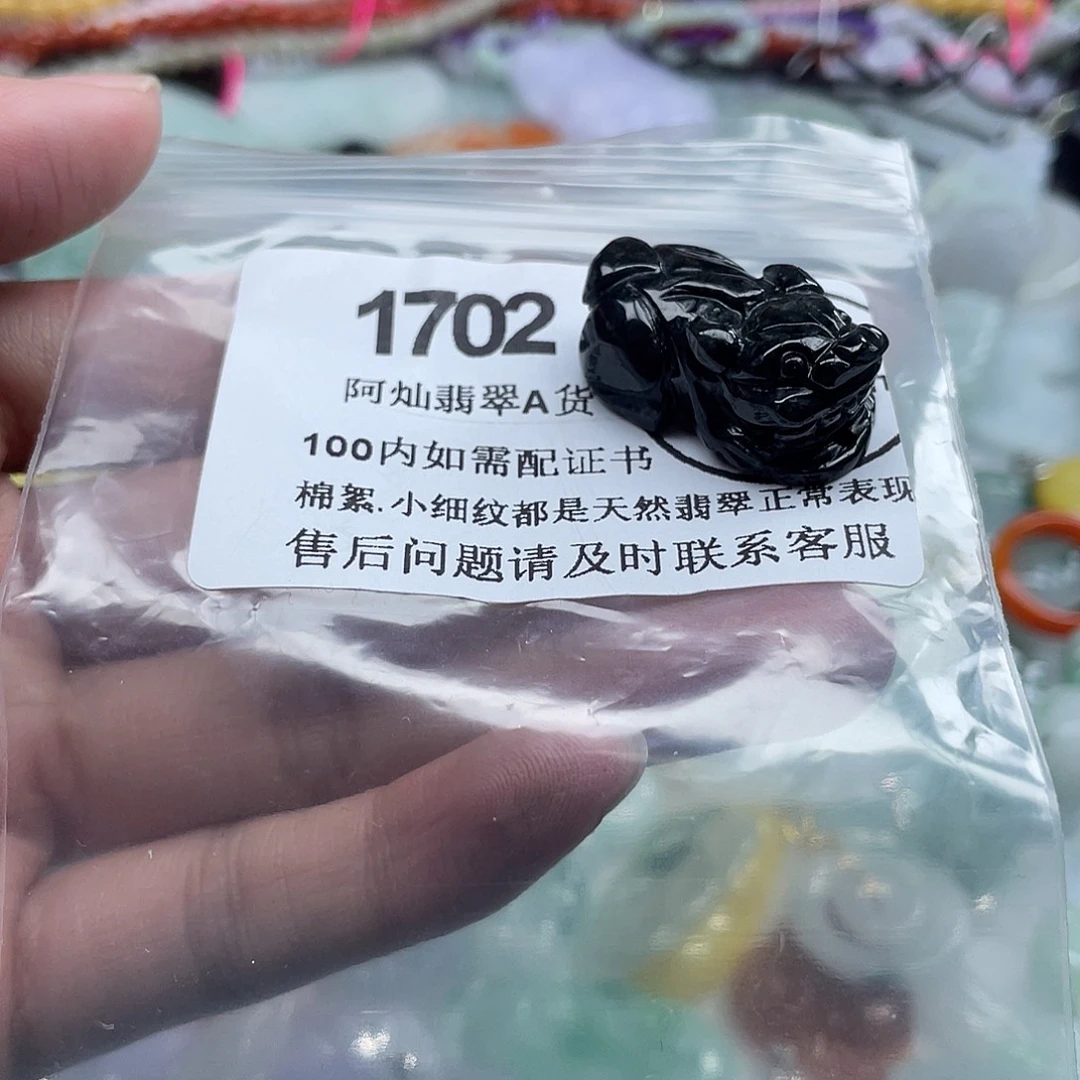 1702
阿灿翡翠A货
100内如需配证书
棉絮.小细纹都是天然翡翠正常表现
售后问题请及时联系客服